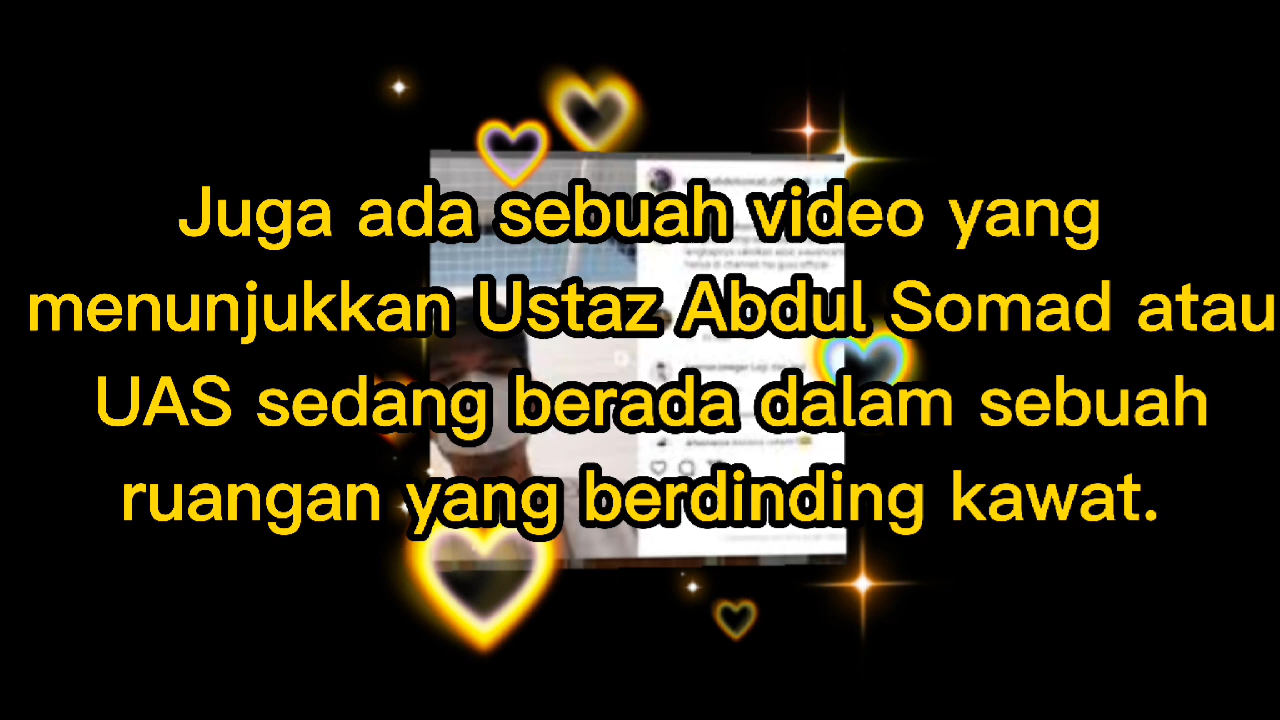 Juga ada sebuah video yang
menunjukkan Ustaz Abdul Somad atau
UAS sedang berada dalam sebuah
ruangan yang berdinding kawat.